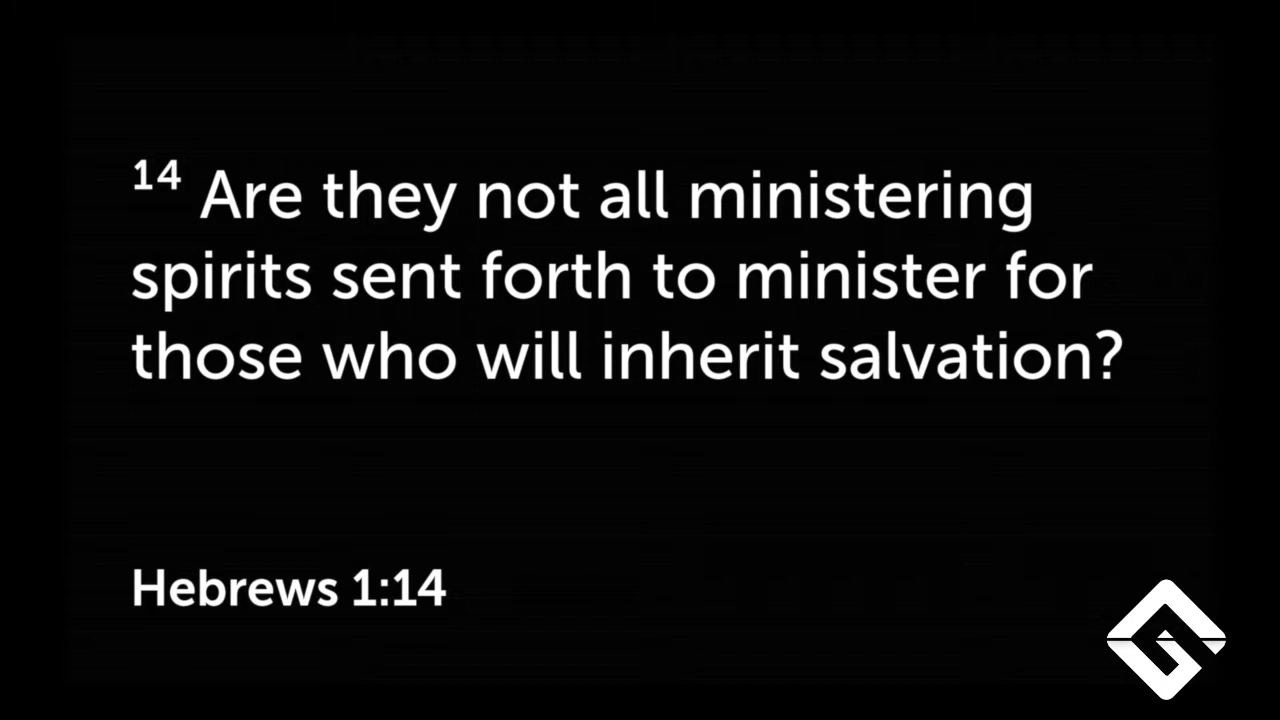 14 Are they not all ministering
spirits sent forth to minister for
those who will inherit salvation?
Hebrews 1:14